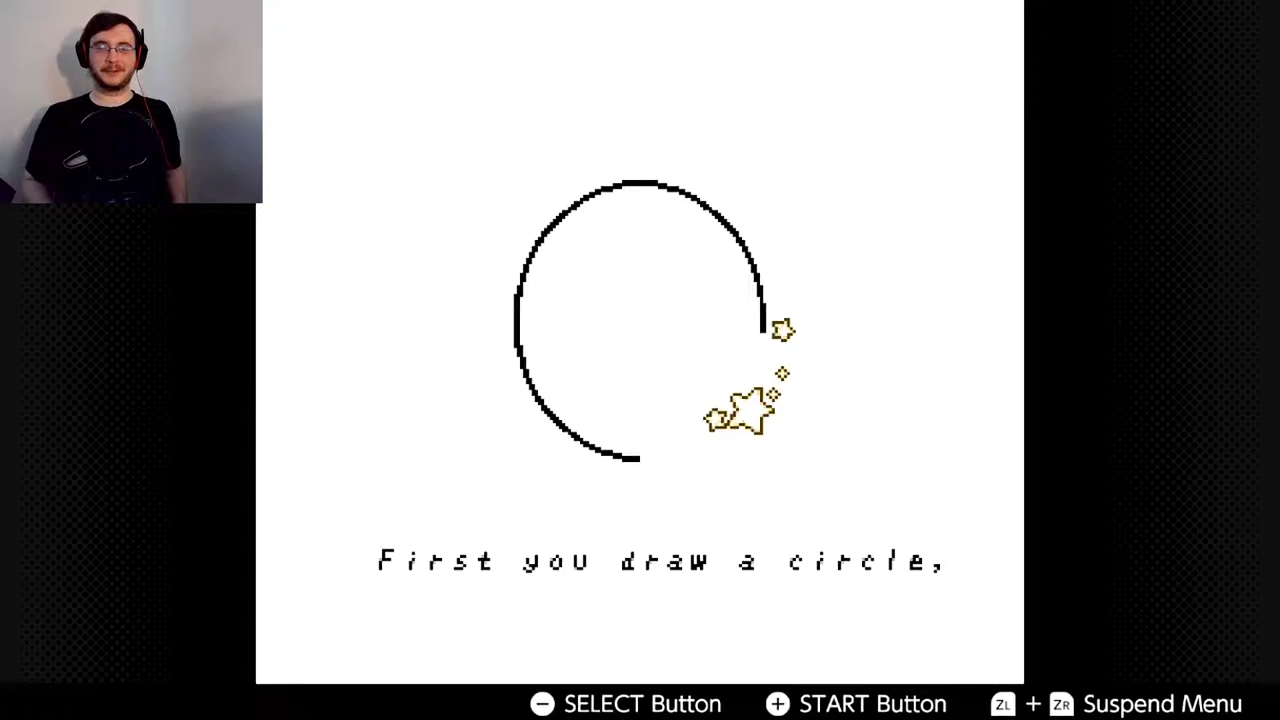 First you draw a circle,
SELECT Button START Button ZL + ZR Suspend Menu